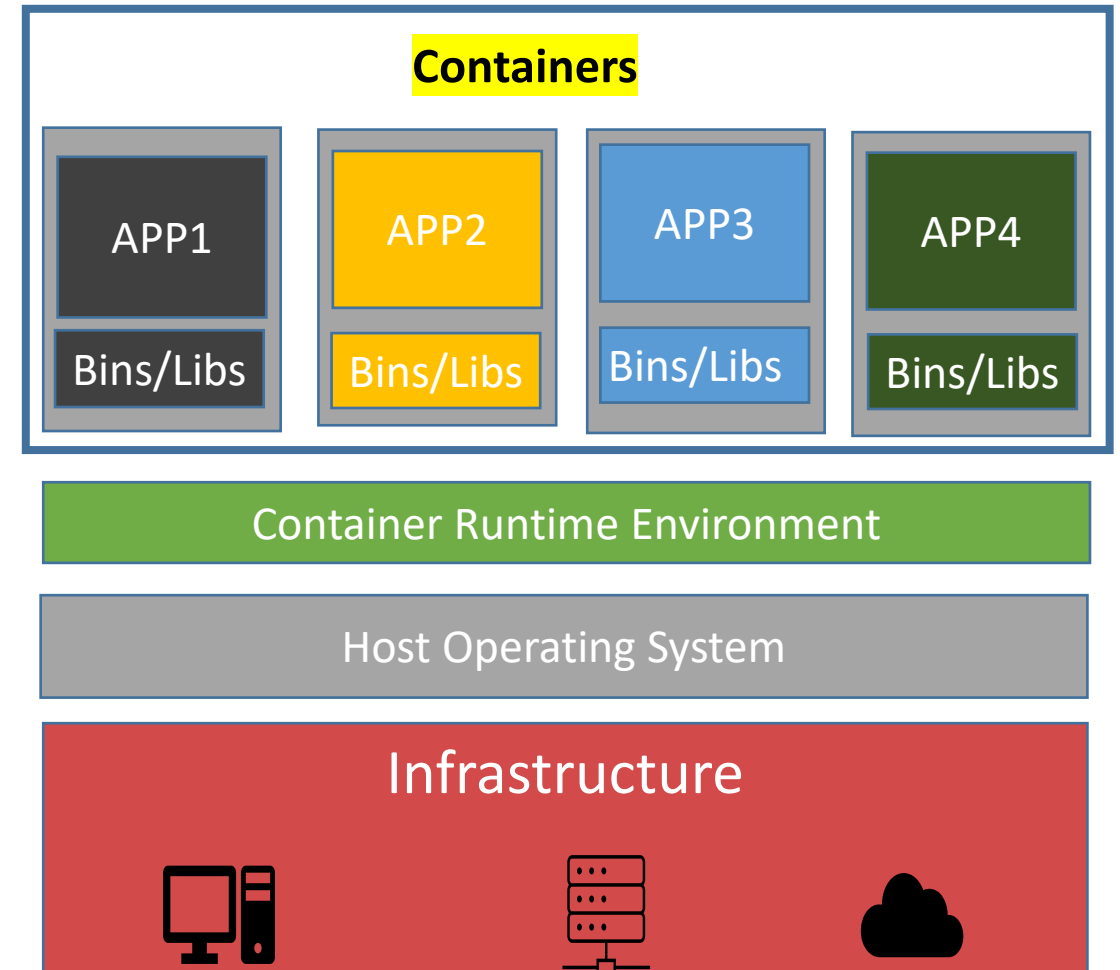 Containers
APP1
APP2
APP3
APP4
Bins/Libs
Bins/Libs
Bins/Libs
Bins/Libs
Container Runtime Environment
Host Operating System
Infrastructure